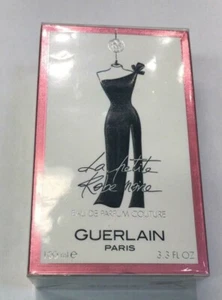 La petite
Robe noire
EAU DE PARFUM COUTURE
GUERLAIN
PARIS
100 ml e 3.3 FL OZ